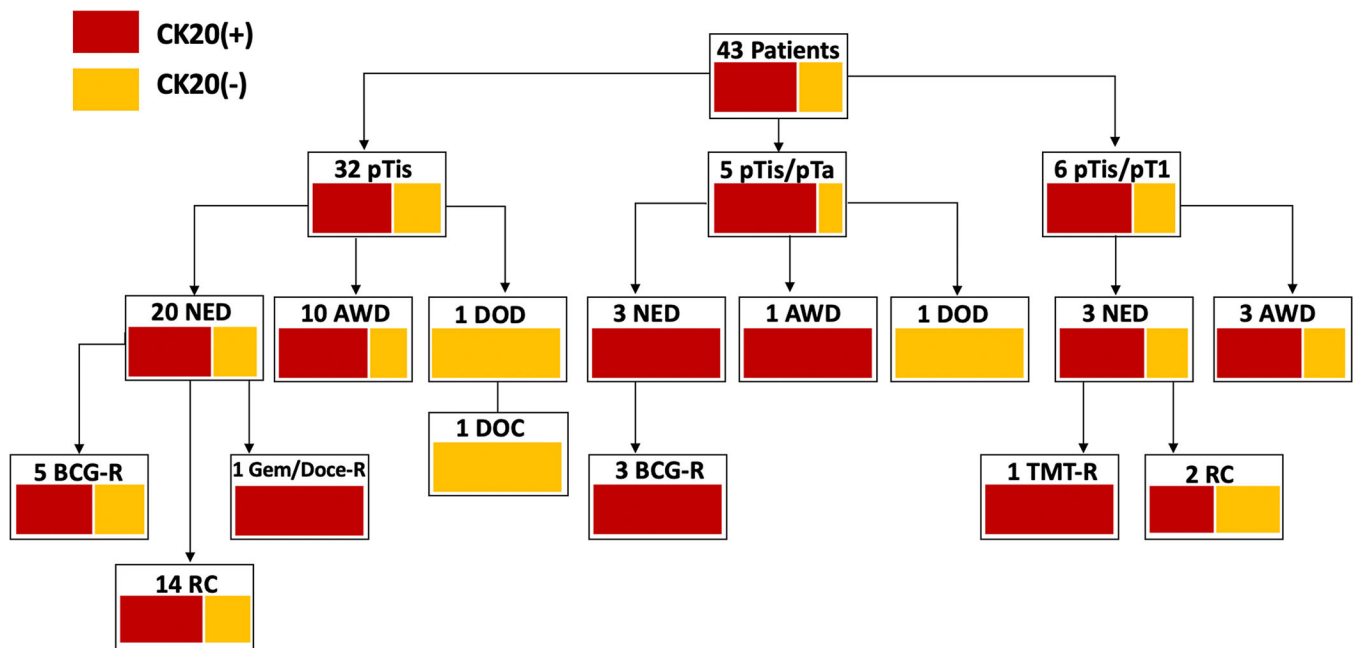 CK20(+)
CK20(-)
43 Patients
32 pTis
5 pTis/pTa
6 pTis/pT1
20 NED
10 AWD
1 DOD
3 NED
1 AWD
1 DOD
3 NED
3 AWD
1 DOC
5 BCG-R
1 Gem/Doce-R
3 BCG-R
1 TMT-R
2 RC
14 RC